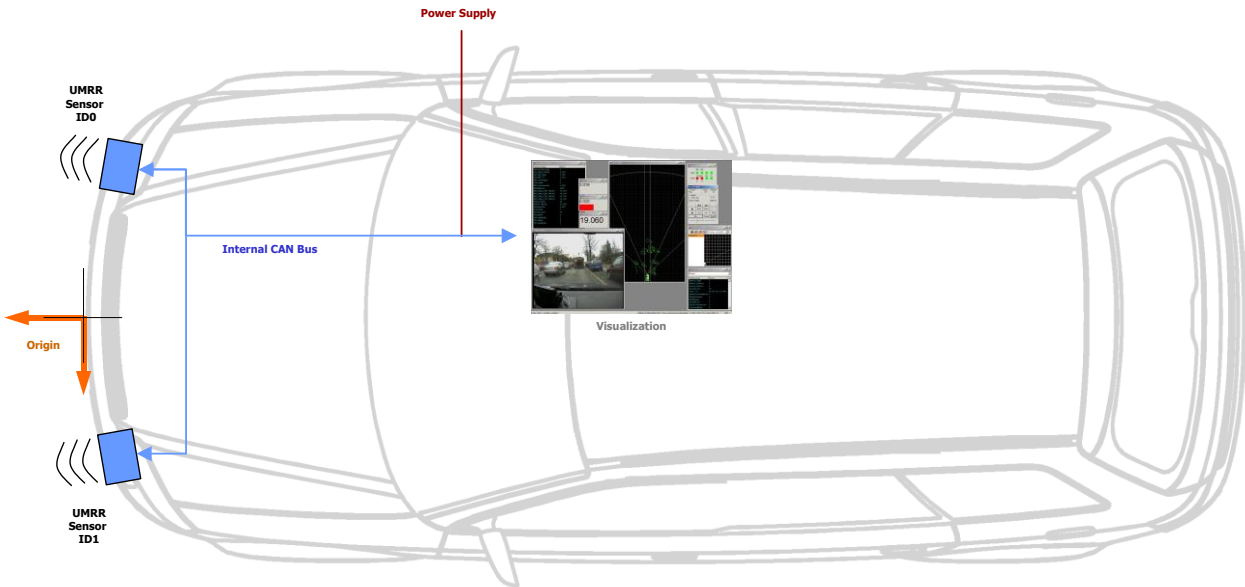 Power Supply
UMRR
Sensor
ID0
19.060
Internal CAN Bus
Visualization
Origin
UMRR
Sensor
ID1